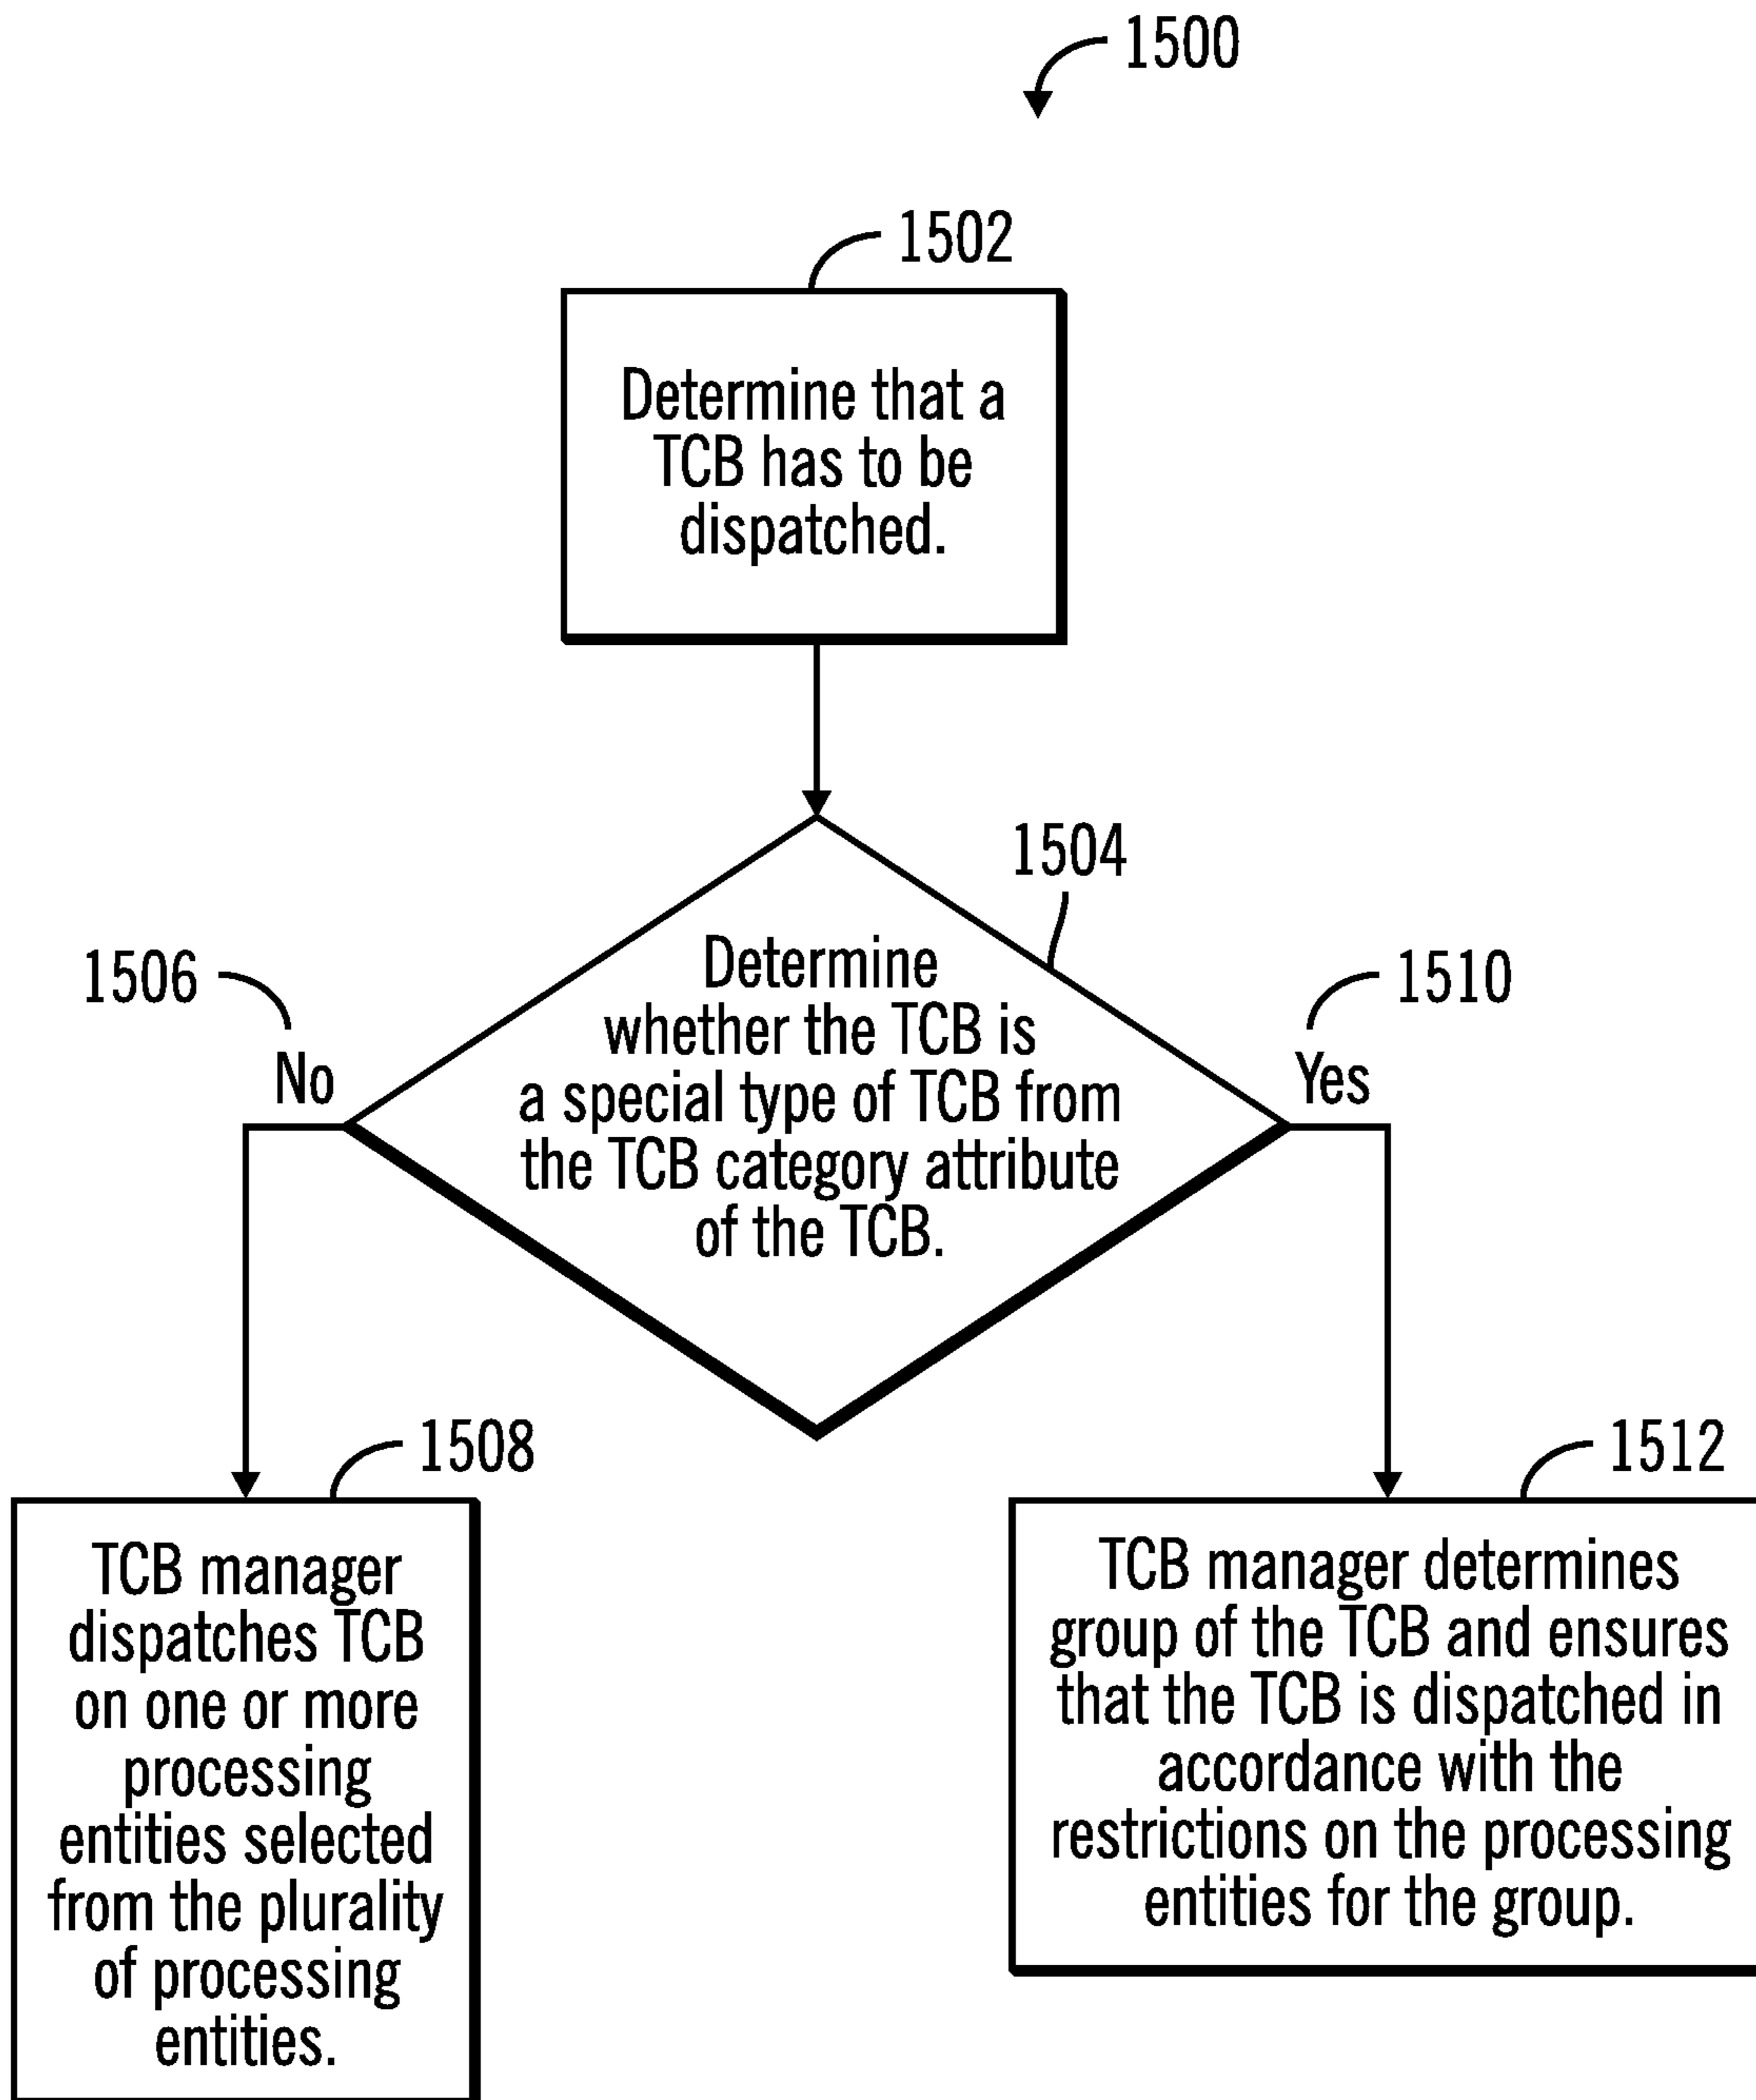 1500
1502
Determine that a
TCB has to be
dispatched.
1504
Determine
whether the TCB is
a special type of TCB from
the TCB category attribute
of the TCB.
1506
No
1510
Yes
1508
TCB manager
dispatches TCB
on one or more
processing
entities selected
from the plurality
of processing
entities.
1512
TCB manager determines
group of the TCB and ensures
that the TCB is dispatched in
accordance with the
restrictions on the processing
entities for the group.